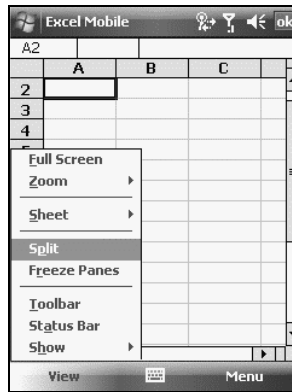 Excel Mobile ok
A2
A B C
2
3
4
Full Screen
Zoom
Sheet
Split
Freeze Panes
Toolbar
Status Bar
Show
View Menu